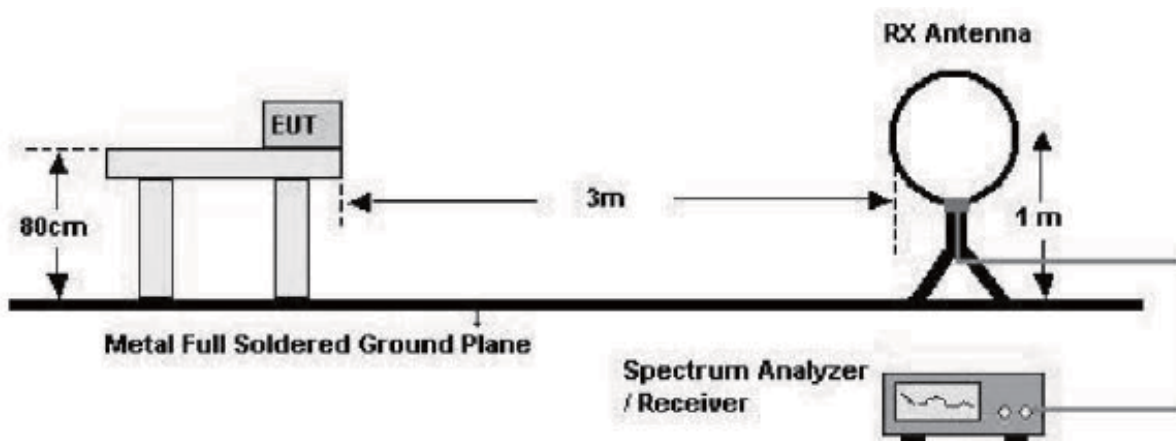 RX Antenna
EUT
80cm
3m
1 m
Metal Full Soldered Ground Plane
Spectrum Analyzer
/ Receiver